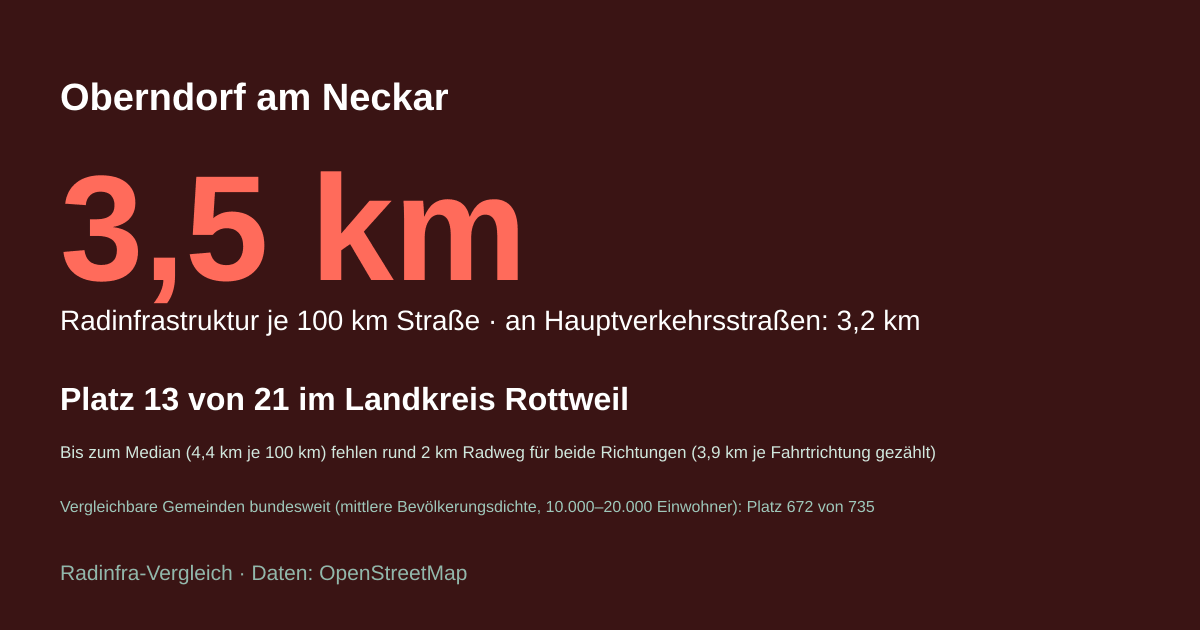 Oberndorf am Neckar
3,5 km
Radinfrastruktur je 100 km Straße · an Hauptverkehrsstraßen: 3,2 km
Platz 13 von 21 im Landkreis Rottweil
Bis zum Median (4,4 km je 100 km) fehlen rund 2 km Radweg für beide Richtungen (3,9 km je Fahrtrichtung gezählt)
Vergleichbare Gemeinden bundesweit (mittlere Bevölkerungsdichte, 10.000–20.000 Einwohner): Platz 672 von 735
Radinfra-Vergleich · Daten: OpenStreetMap